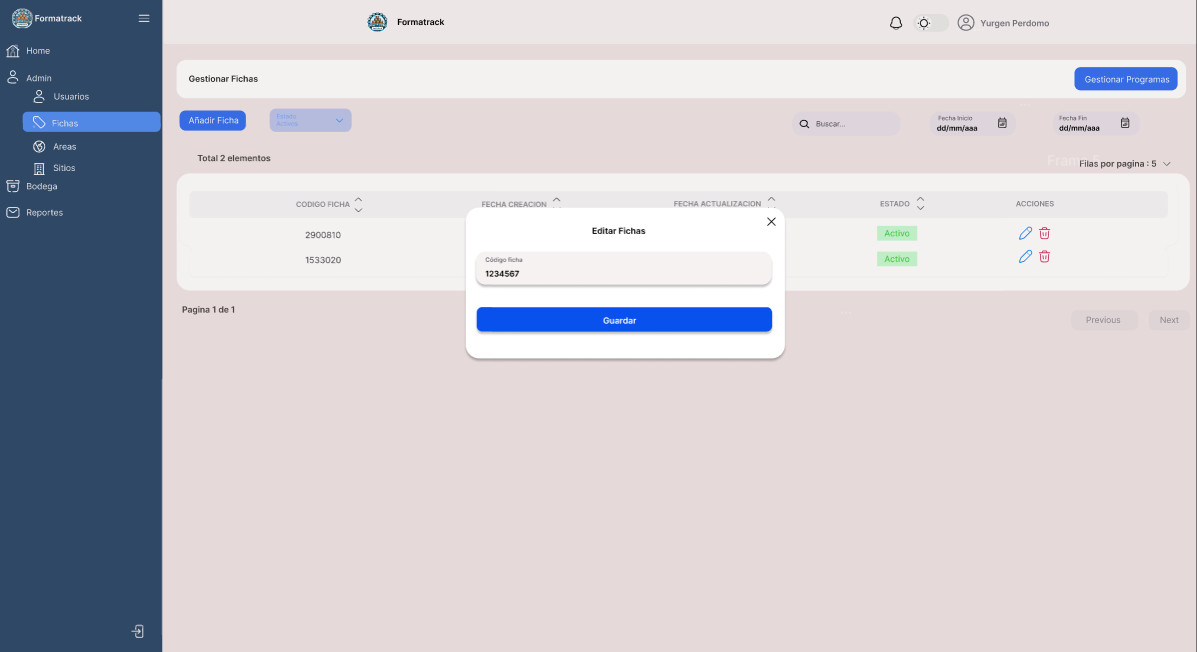 Formatrack
Formatrack
Yurgen Perdomo
Home
Admin
Usuarios
Fichas
Areas
Sitios
Bodega
Reportes
Gestionar Fichas
Gestionar Programas
Añadir Ficha
Estado
Activos
Buscar...
Fecha Inicio
dd/mm/aaa
Fecha Fin
dd/mm/aaa
Total 2 elementos
Filas por pagina : 5
CODIGO FICHA
FECHA CREACION
FECHA ACTUALIZACION
ESTADO
ACCIONES
2900810
Activo
1533020
Activo
Editar Fichas
Código ficha
1234567
Guardar
Pagina 1 de 1
Previous
Next